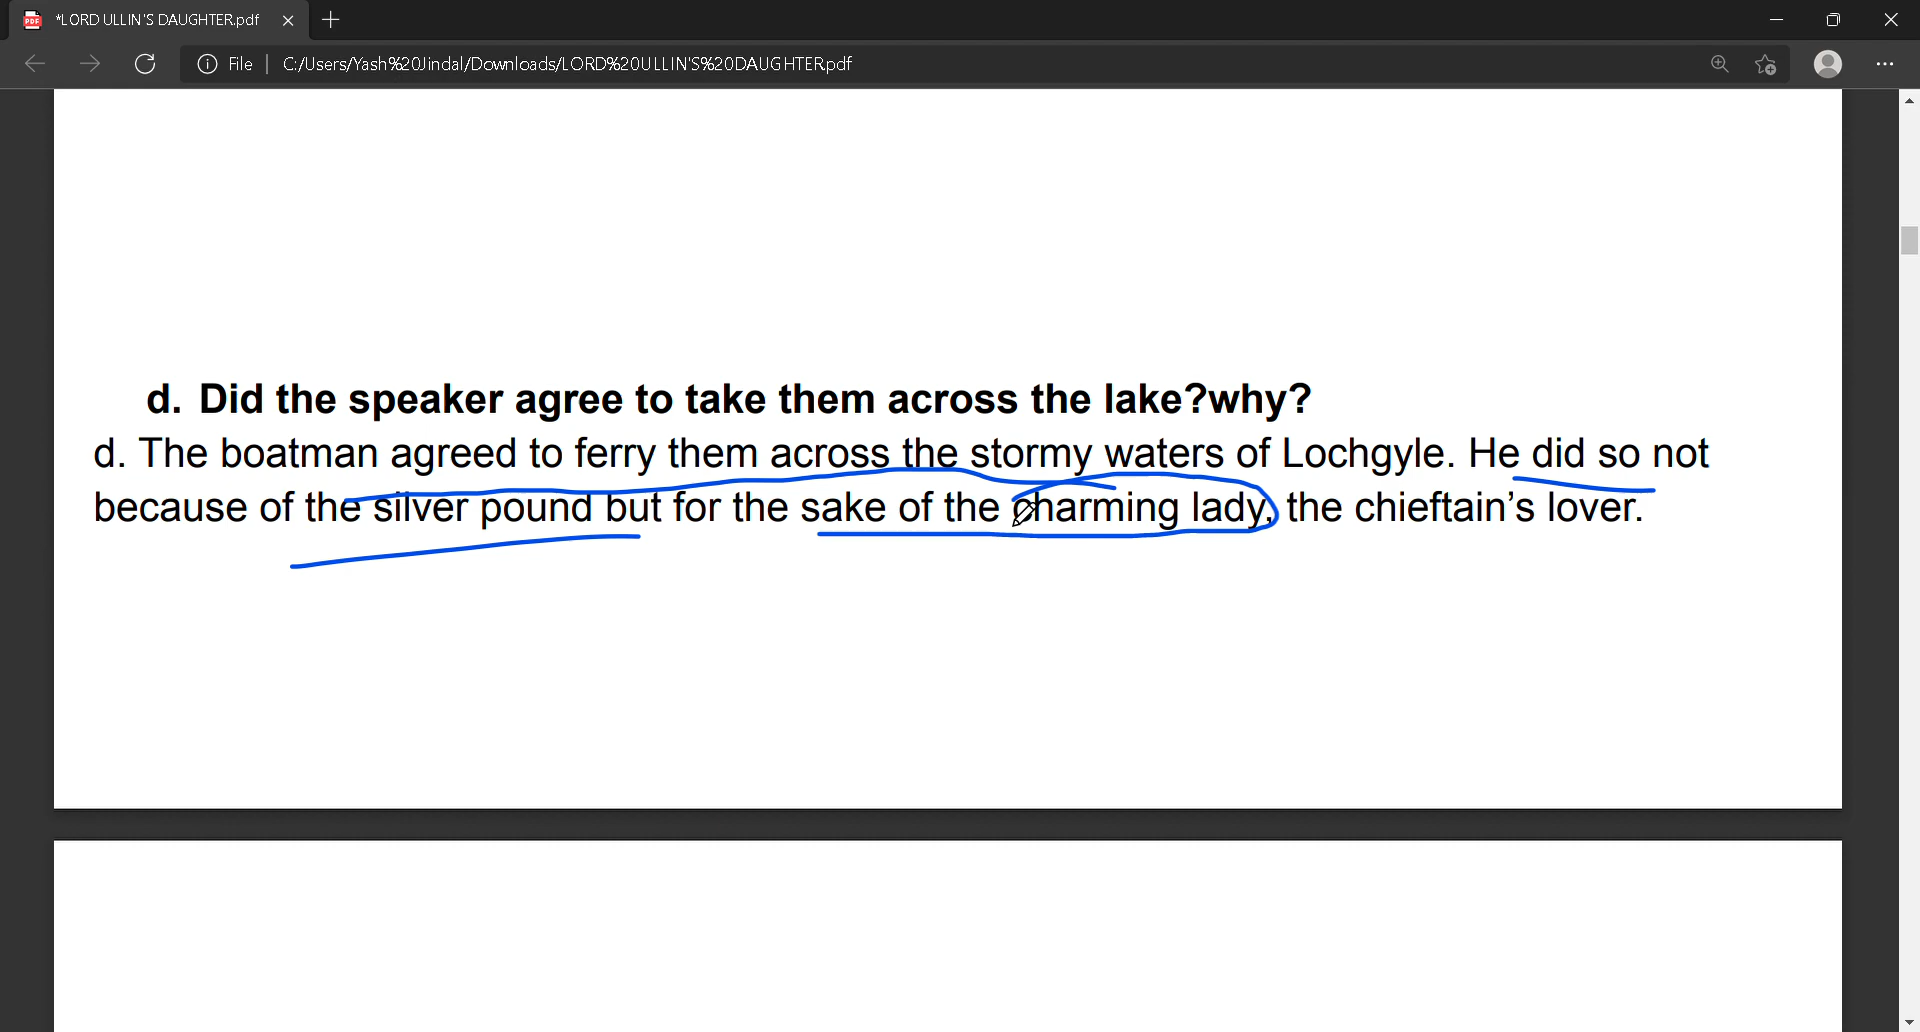 *LORD ULLIN'S DAUGHTER.pdf
File | C:/Users/Yash%20Jindal/Downloads/LORD%20ULLIN'S%20DAUGHTER.pdf
d. Did the speaker agree to take them across the lake?why?
d. The boatman agreed to ferry them across the stormy waters of Lochgyle. He did so not
because of the silver pound but for the sake of the charming lady, the chieftain’s lover.